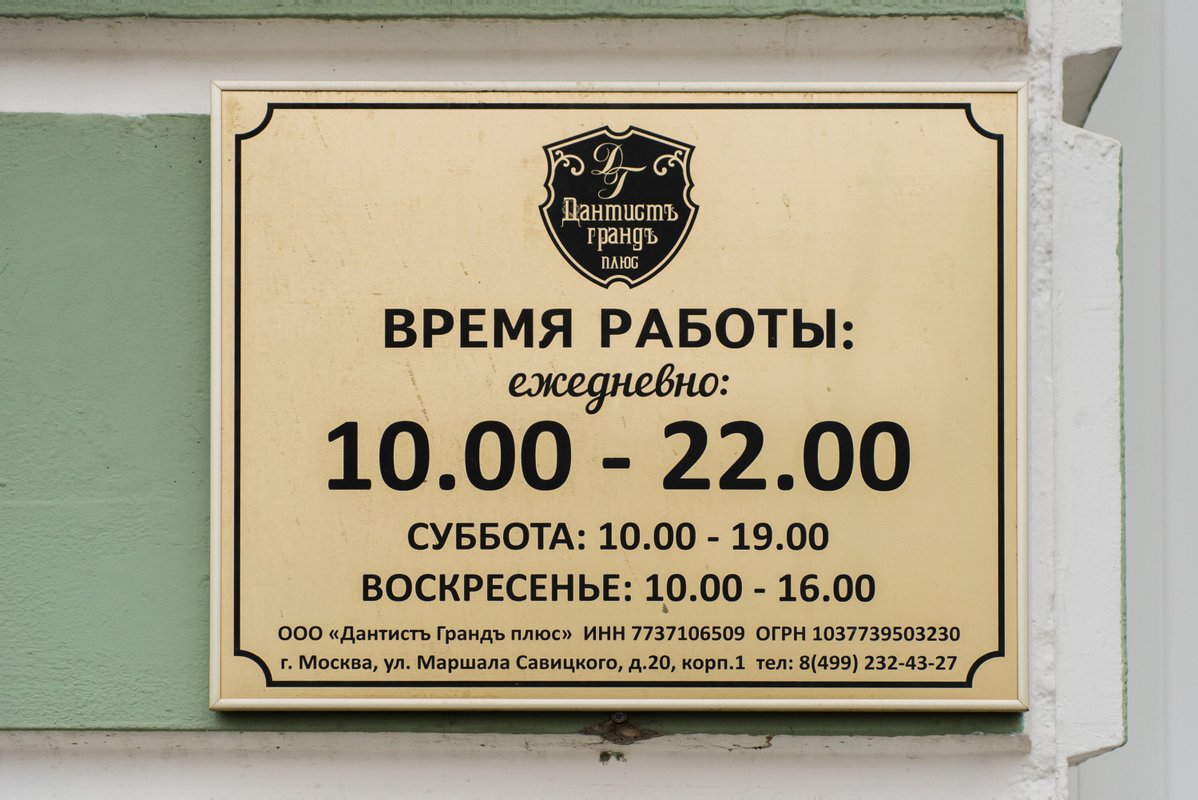 ДГ
Дантистъ
грандъ
плюс
ВРЕМЯ РАБОТЫ:
ежедневно:
10.00 - 22.00
СУББОТА: 10.00 - 19.00
ВОСКРЕСЕНЬЕ: 10.00 - 16.00
ООО «Дантистъ Грандъ плюс» ИНН 7737106509 ОГРН 1037739503230
г. Москва, ул. Маршала Савицкого, д.20, корп.1 тел: 8(499) 232-43-27